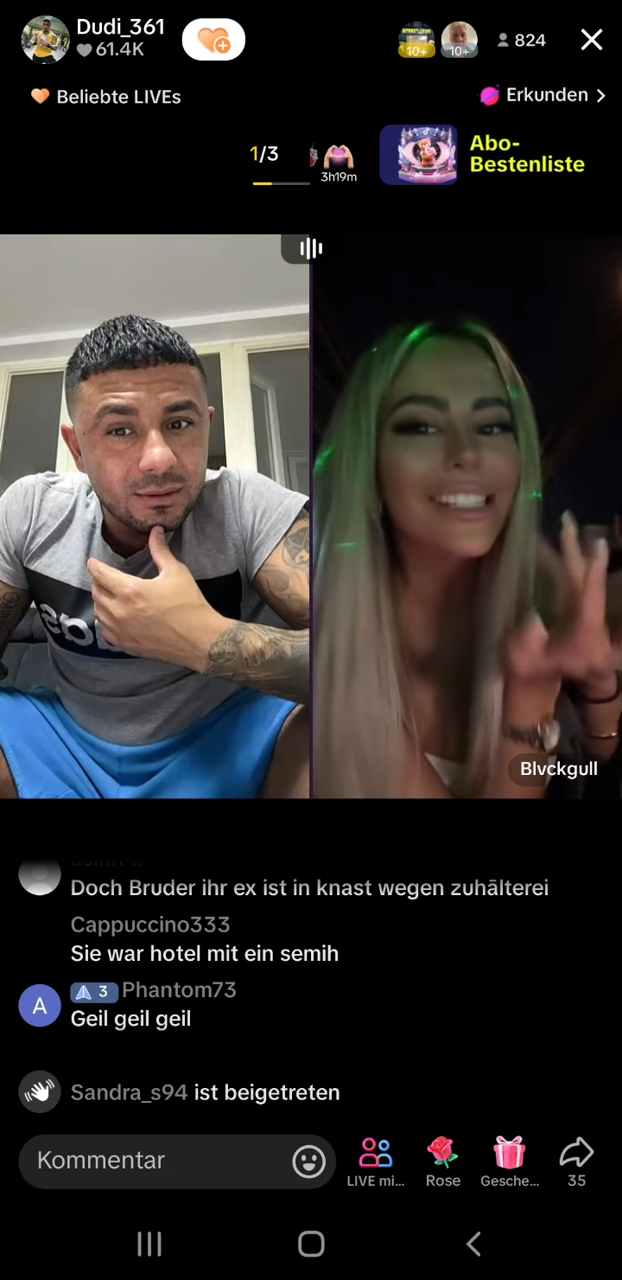 Dudi_361
61.4K
10+
10+
824
Beliebte LIVEs
Erkunden
1/3
3h19m
Abo-
Bestenliste
Blvckgull
Doch Bruder ihr ex ist in knast wegen zuhälterei
Cappuccino333
Sie war hotel mit ein semih
A
3 Phantom73
Geil geil geil
Sandra_s94 ist beigetreten
Kommentar
LIVE mi...
Rose
Gesche...
35